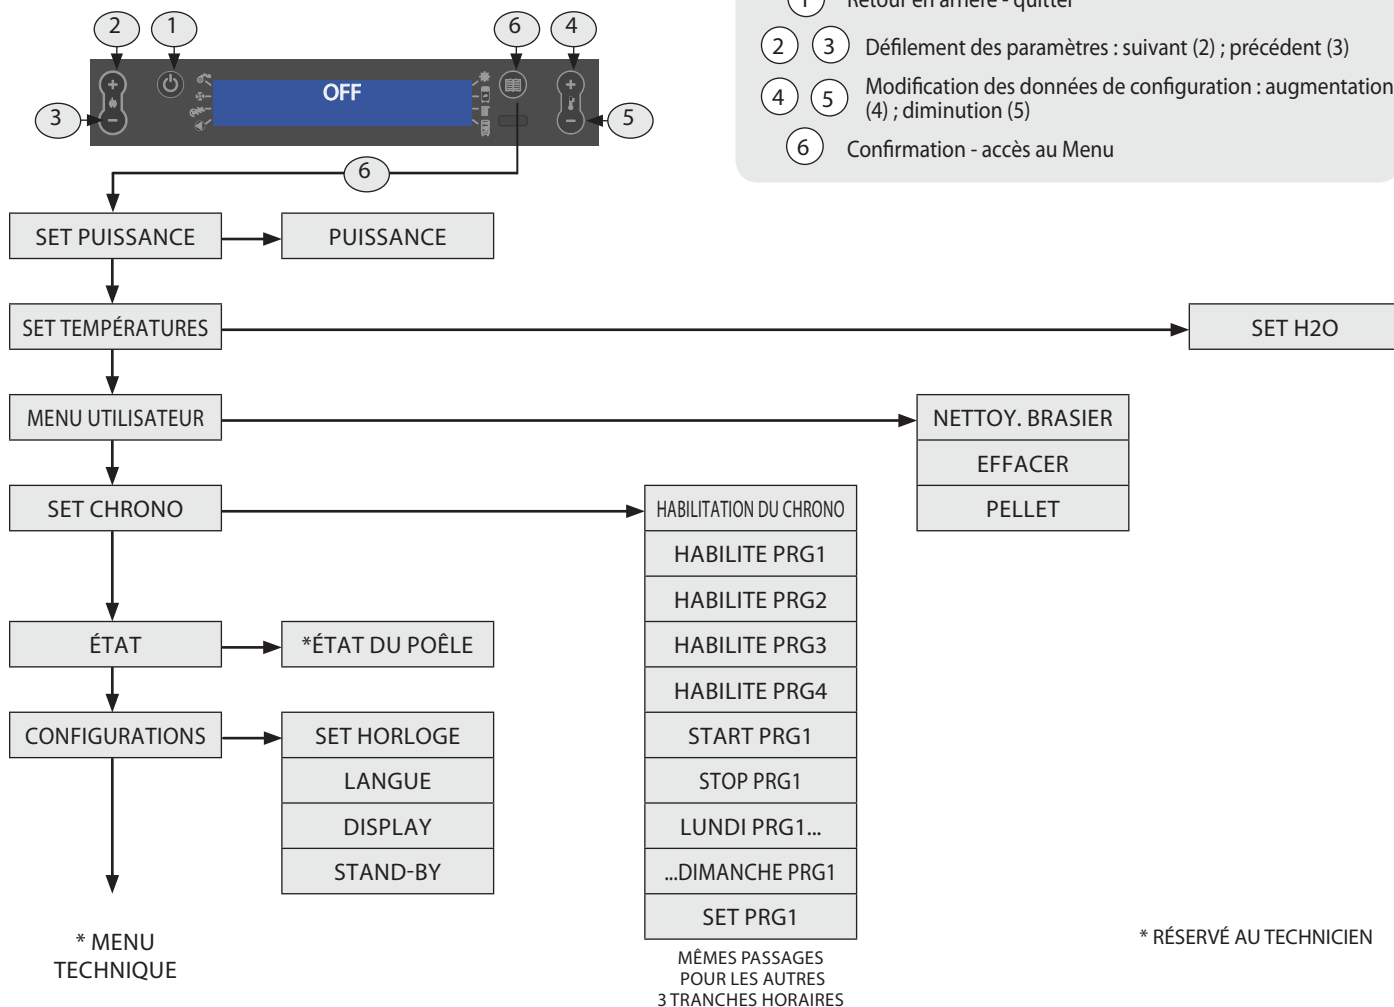 1 Retour en arrière - quitter
2 3 Défilement des paramètres : suivant (2) ; précédent (3)
4 5 Modification des données de configuration : augmentation
(4) ; diminution (5)
6 Confirmation - accès au Menu
2 1 6 4
OFF
3 5
6
SET PUISSANCE PUISSANCE
SET TEMPÉRATURES SET H2O
MENU UTILISATEUR NETTOY. BRASIER
EFFACER
PELLET
SET CHRONO HABILITATION DU CHRONO
HABILITE PRG1
HABILITE PRG2
HABILITE PRG3
HABILITE PRG4
START PRG1
STOP PRG1
LUNDI PRG1...
...DIMANCHE PRG1
SET PRG1
MÊMES PASSAGES
POUR LES AUTRES
3 TRANCHES HORAIRES
ÉTAT *ÉTAT DU POÊLE
CONFIGURATIONS SET HORLOGE
LANGUE
DISPLAY
STAND-BY
* MENU
TECHNIQUE
* RÉSERVÉ AU TECHNICIEN